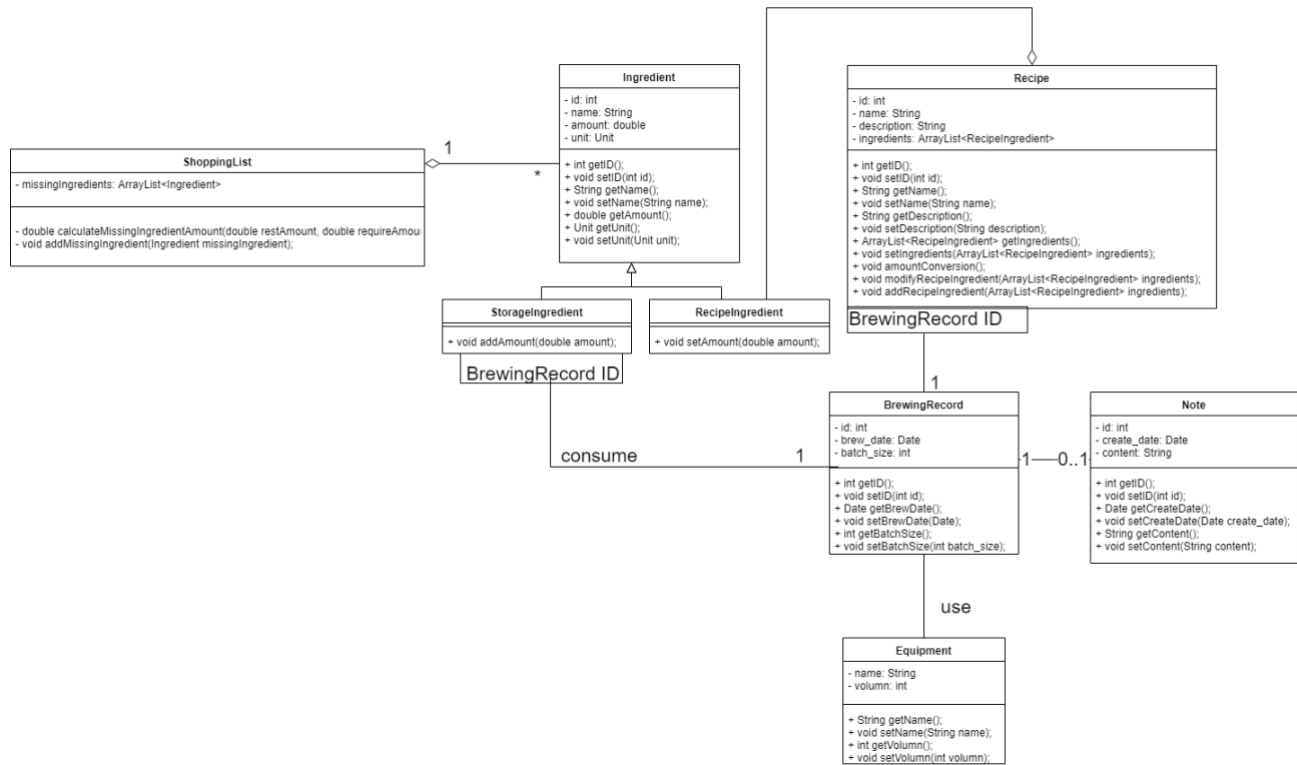 Ingredient
- id: int
- name: String
- amount: double
- unit: Unit
+ int getID();
+ void setID(int id);
+ String getName();
+ void setName(String name);
+ double getAmount();
+ Unit getUnit();
+ void setUnit(Unit unit);
Recipe
- id: int
- name: String
- description: String
- ingredients: ArrayList<RecipeIngredient>
+ int getID();
+ void setID(int id);
+ String getName();
+ void setName(String name);
+ String getDescription();
+ void setDescription(String description);
+ ArrayList<RecipeIngredient> getIngredients();
+ void setIngredients(ArrayList<RecipeIngredient> ingredients);
+ void amountConversion();
+ void modifyRecipeIngredient(ArrayList<RecipeIngredient> ingredients);
+ void addRecipeIngredient(ArrayList<RecipeIngredient> ingredients);
BrewingRecord ID
ShoppingList
- missingIngredients: ArrayList<Ingredient>
- double calculateMissingIngredientAmount(double restAmount, double requireAmou
- void addMissingIngredient(Ingredient missingIngredient);
1
*
StorageIngredient
+ void addAmount(double amount);
BrewingRecord ID
RecipeIngredient
+ void setAmount(double amount);
consume
1
1
BrewingRecord
- id: int
- brew_date: Date
- batch_size: int
+ int getID();
+ void setID(int id);
+ Date getBrewDate();
+ void setBrewDate(Date);
+ int getBatchSize();
+ void setBatchSize(int batch_size);
1
0..1
Note
- id: int
- create_date: Date
- content: String
+ int getID();
+ void setID(int id);
+ Date getCreateDate();
+ void setCreateDate(Date create_date);
+ String getContent();
+ void setContent(String content);
use
Equipment
- name: String
- volumn: int
+ String getName();
+ void setName(String name);
+ int getVolumn();
+ void setVolumn(int volumn);